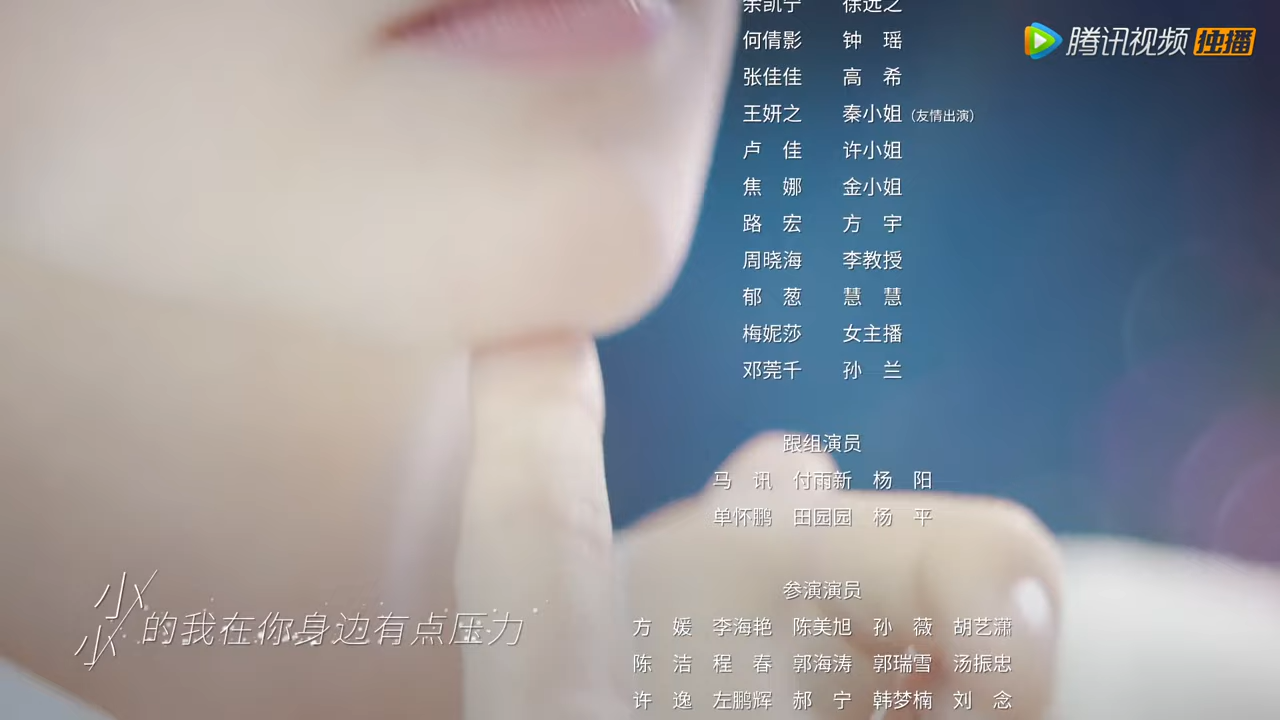 余凯宁 徐远之
何倩影 钟 瑶
张佳佳 高 希
王妍之 秦小姐(友情出演)
卢 佳 许小姐
焦 娜 金小姐
路 宏 方 宇
周晓海 李教授
郁 葱 慧 慧
梅妮莎 女主播
邓莞千 孙 兰
跟组演员
马 讯 付雨新 杨 阳
单怀鹏 田园园 杨 平
参演演员
方 媛 李海艳 陈美旭 孙 薇 胡艺潇
陈 洁 程 春 郭海涛 郭瑞雪 汤振忠
许 逸 左鹏辉 郝 宁 韩梦楠 刘 念
腾讯视频 独播
小小的我在你身边有点压力